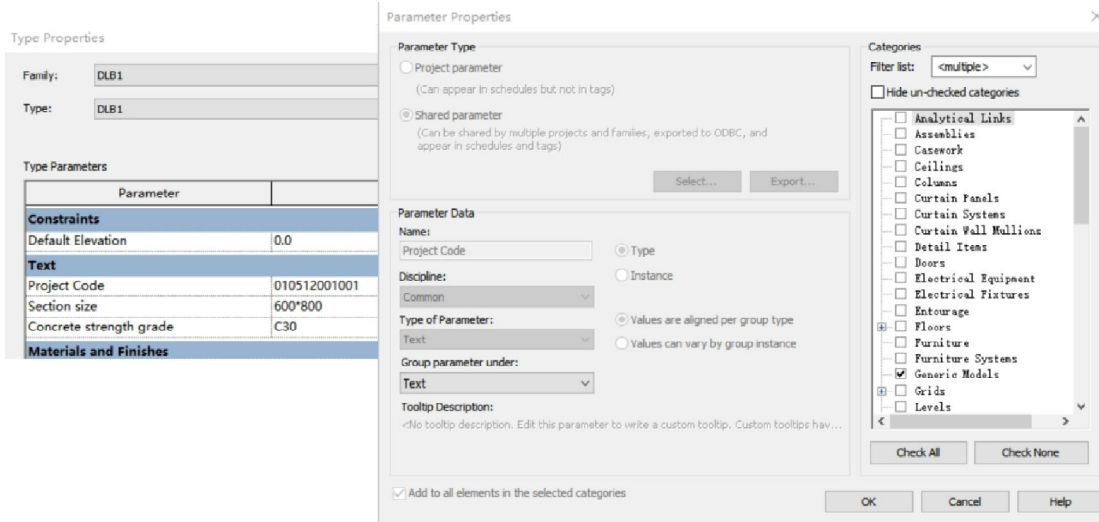 Type Properties
Family:
DLB1
Type:
DLB1
Type Parameters
Parameter
Constraints
Default Elevation
0.0
Text
Project Code
010512001001
Section size
600*800
Concrete strength grade
C30
Materials and Finishes
Parameter Properties
Parameter Type
Project parameter
(Can appear in schedules but not in tags)
Shared parameter
(Can be shared by multiple projects and families, exported to ODBC, and
appear in schedules and tags)
Select...
Export...
Parameter Data
Name:
Project Code
Type
Discipline:
Instance
Common
Type of Parameter:
Values are aligned per group type
Text
Values can vary by group instance
Group parameter under:
Text
Tooltip Description:
<No tooltip description. Edit this parameter to write a custom tooltip. Custom tooltips hav...
Add to all elements in the selected categories
Categories
Filter list:
<multiple>
Hide un-checked categories
Analytical Links
Assemblies
Casework
Ceilings
Columns
Curtain Panels
Curtain Systems
Curtain Wall Mullions
Detail Items
Doors
Electrical Equipment
Electrical Fixtures
Entourage
Floors
Furniture
Furniture Systems
Generic Models
Grids
Levels
Check All
Check None
OK
Cancel
Help